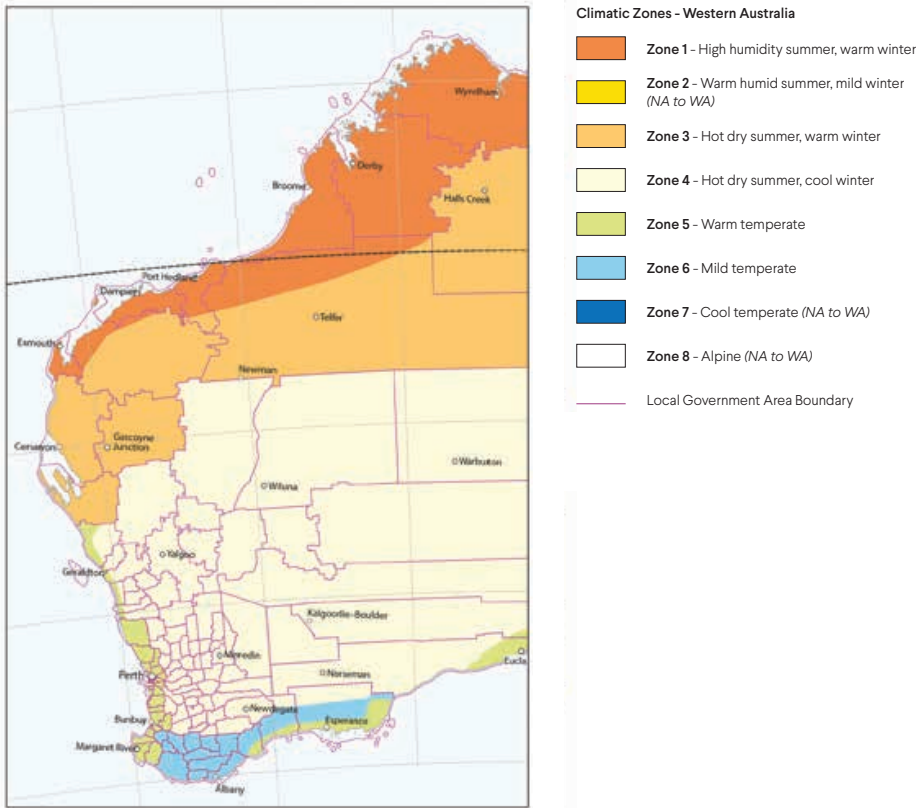 Climatic Zones - Western Australia
Zone 1 - High humidity summer, warm winter
Zone 2 - Warm humid summer, mild winter
(NA to WA)
Zone 3 - Hot dry summer, warm winter
Zone 4 - Hot dry summer, cool winter
Zone 5 - Warm temperate
Zone 6 - Mild temperate
Zone 7 - Cool temperate (NA to WA)
Zone 8 - Alpine (NA to WA)
Local Government Area Boundary
Wyndham
Derby
Broome
Halls Creek
Port Hedland
Dampier
Telfer
Exmouth
Newman
Gascoyne
Junction
Carnarvon
Warburton
Wiluna
Yalgoo
Geraldton
Kalgoorlie-Boulder
Merredin
Eucla
Perth
Norseman
Newdegate
Bunbury
Esperance
Margaret River
Albany